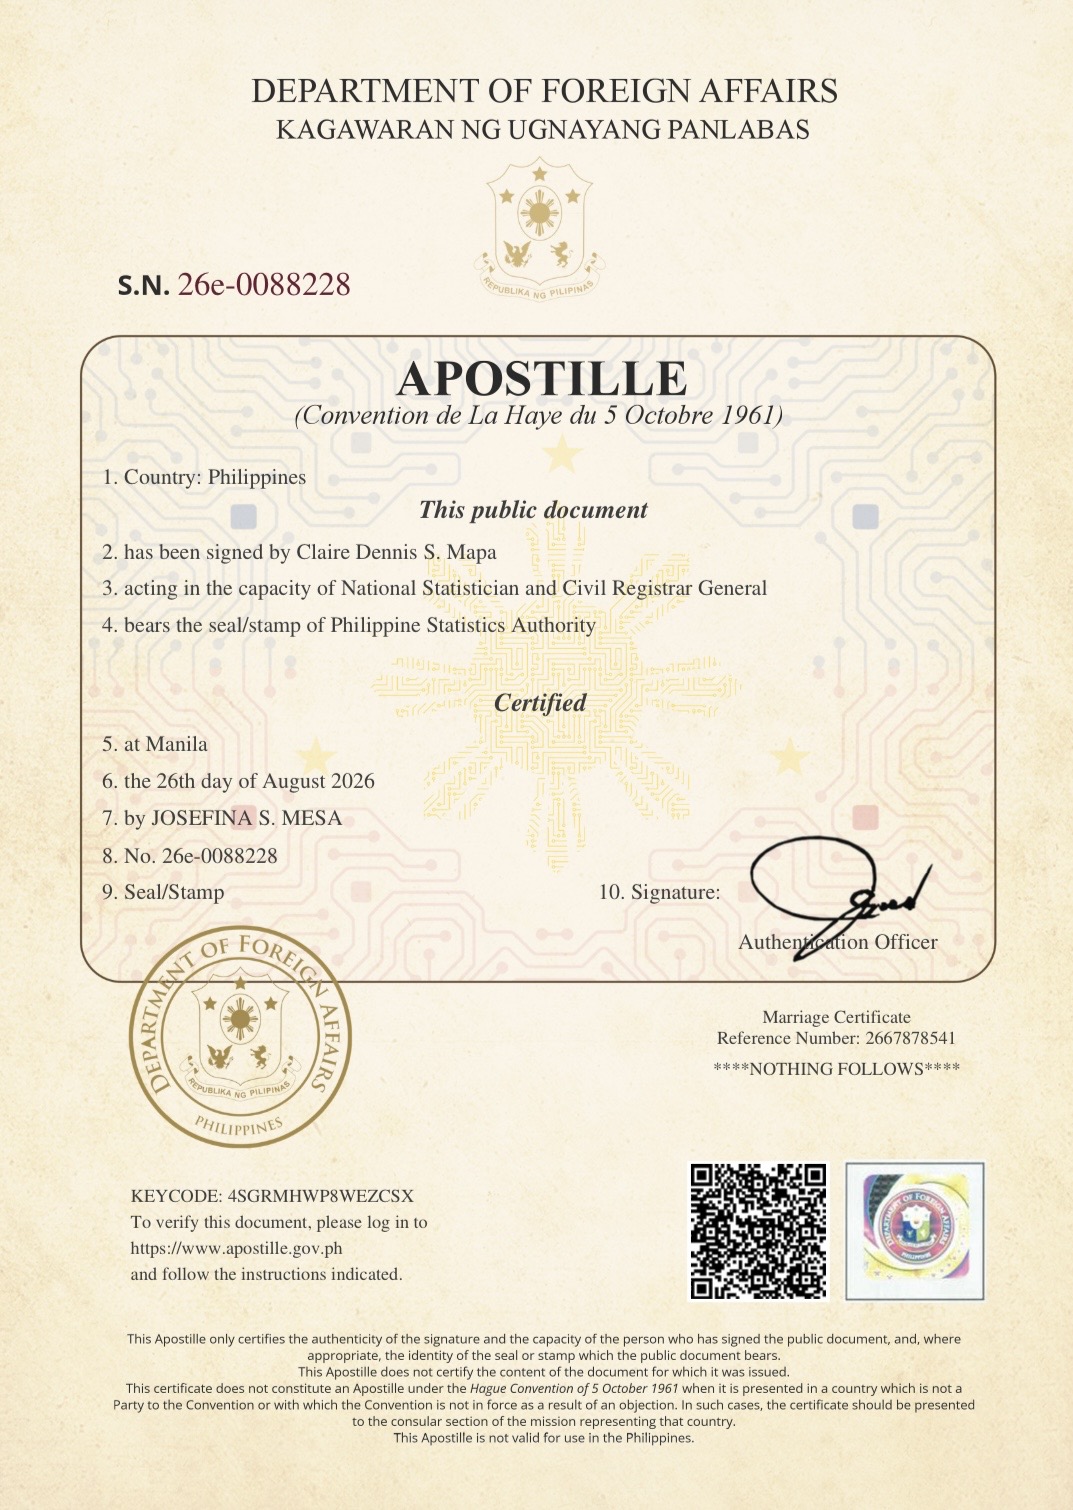 DEPARTMENT OF FOREIGN AFFAIRS
KAGAWARAN NG UGNAYANG PANLABAS
REPUBLIKA NG PILIPINAS
S.N. 26e-0088228
APOSTILLE
(Convention de La Haye du 5 Octobre 1961)
1. Country: Philippines
This public document
2. has been signed by Claire Dennis S. Mapa
3. acting in the capacity of National Statistician and Civil Registrar General
4. bears the seal/stamp of Philippine Statistics Authority
Certified
5. at Manila
6. the 26th day of August 2026
7. by JOSEFINA S. MESA
8. No. 26e-0088228
9. Seal/Stamp
10. Signature:
Authentication Officer
DEPARTMENT OF FOREIGN AFFAIRS
REPUBLIKA NG PILIPINAS
PHILIPPINES
Marriage Certificate
Reference Number: 2667878541
****NOTHING FOLLOWS****
KEYCODE: 4SGRMHWP8WEZCSX
To verify this document, please log in to
https://www.apostille.gov.ph
and follow the instructions indicated.
DEPARTMENT OF FOREIGN AFFAIRS
PHILIPPINES
This Apostille only certifies the authenticity of the signature and the capacity of the person who has signed the public document, and, where
appropriate, the identity of the seal or stamp which the public document bears.
This Apostille does not certify the content of the document for which it was issued.
This certificate does not constitute an Apostille under the Hague Convention of 5 October 1961 when it is presented in a country which is not a
Party to the Convention or with which the Convention is not in force as a result of an objection. In such cases, the certificate should be presented
to the consular section of the mission representing that country.
This Apostille is not valid for use in the Philippines.